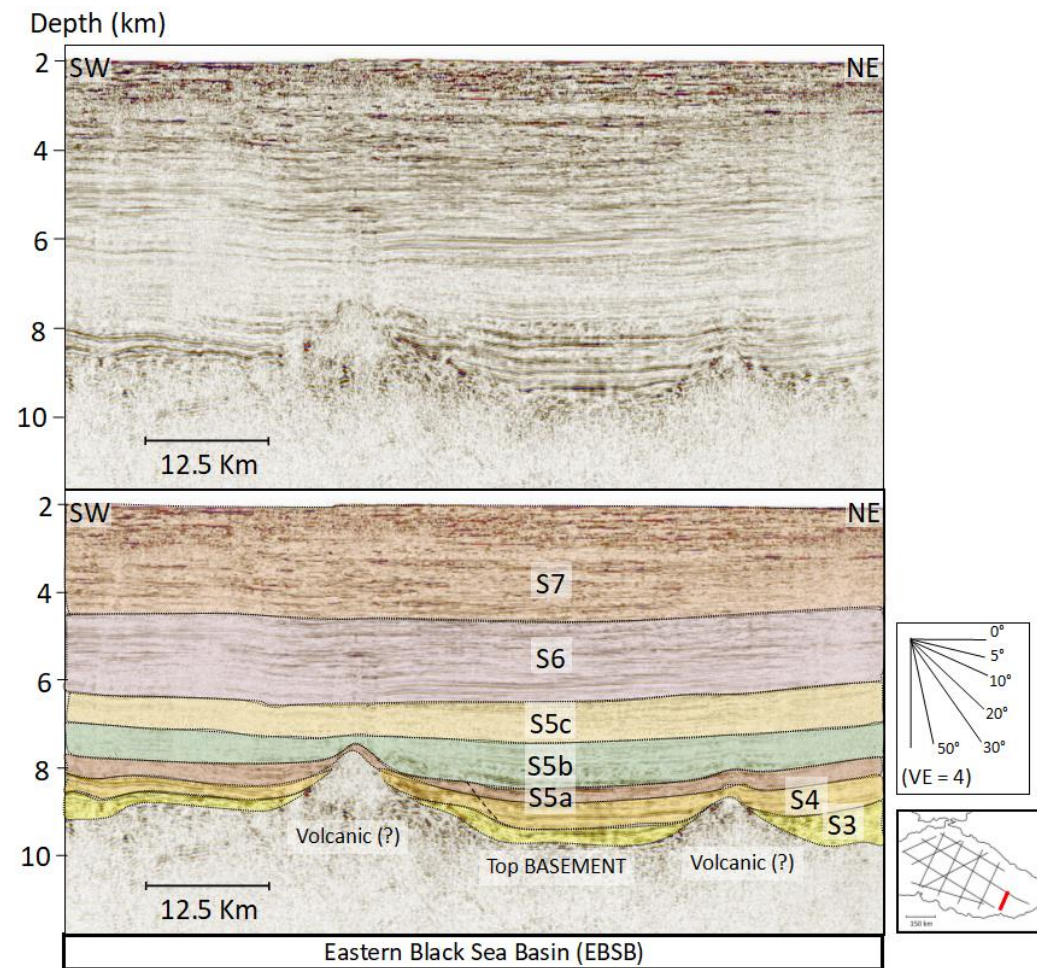 Depth (km)
2
SW
NE
4
6
8
10
12.5 Km
2
SW
NE
S7
4
S6
6
S5c
8
S5b
S5a
S4
S3
Volcanic (?)
Top BASEMENT
Volcanic (?)
10
12.5 Km
Eastern Black Sea Basin (EBSB)
0°
5°
10°
20°
30°
50°
(VE = 4)
150 km